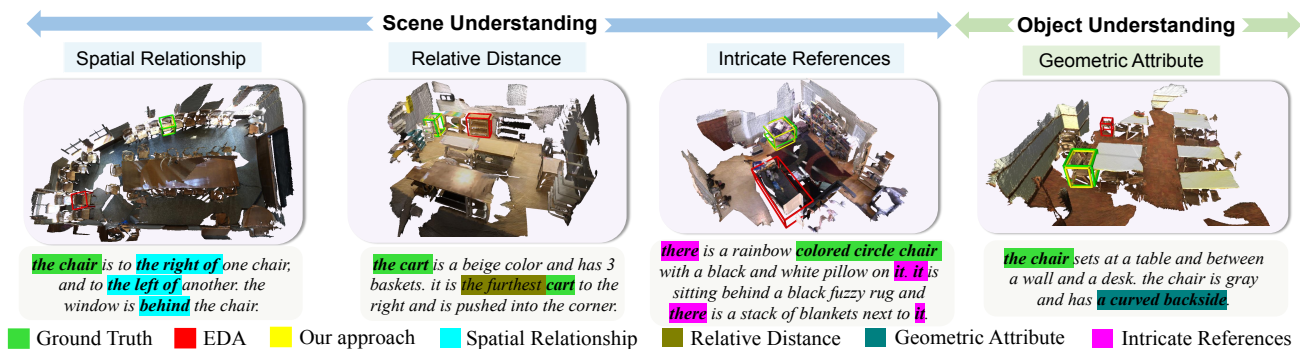 Scene Understanding
Object Understanding
Spatial Relationship
Relative Distance
Intricate References
Geometric Attribute
the chair is to the right of one chair,
and to the left of another. the
window is behind the chair.
the cart is a beige color and has 3
baskets. it is the furthest cart to the
right and is pushed into the corner.
there is a rainbow colored circle chair
with a black and white pillow on it. it is
sitting behind a black fuzzy rug and
there is a stack of blankets next to it.
the chair sets at a table and between
a wall and a desk. the chair is gray
and has a curved backside.
Ground Truth
EDA
Our approach
Spatial Relationship
Relative Distance
Geometric Attribute
Intricate References